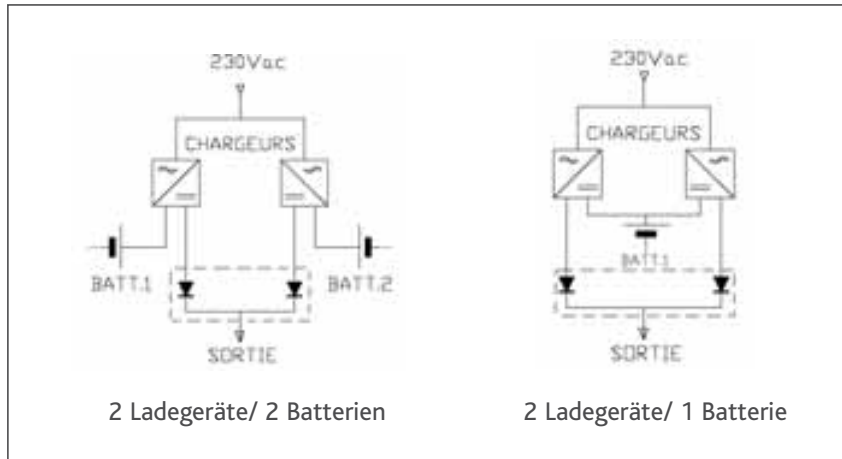 230Vac
CHARGEURS
BATT.1
BATT.2
SORTIE
2 Ladegeräte/ 2 Batterien
230Vac
CHARGEURS
BATT.1
SORTIE
2 Ladegeräte/ 1 Batterie